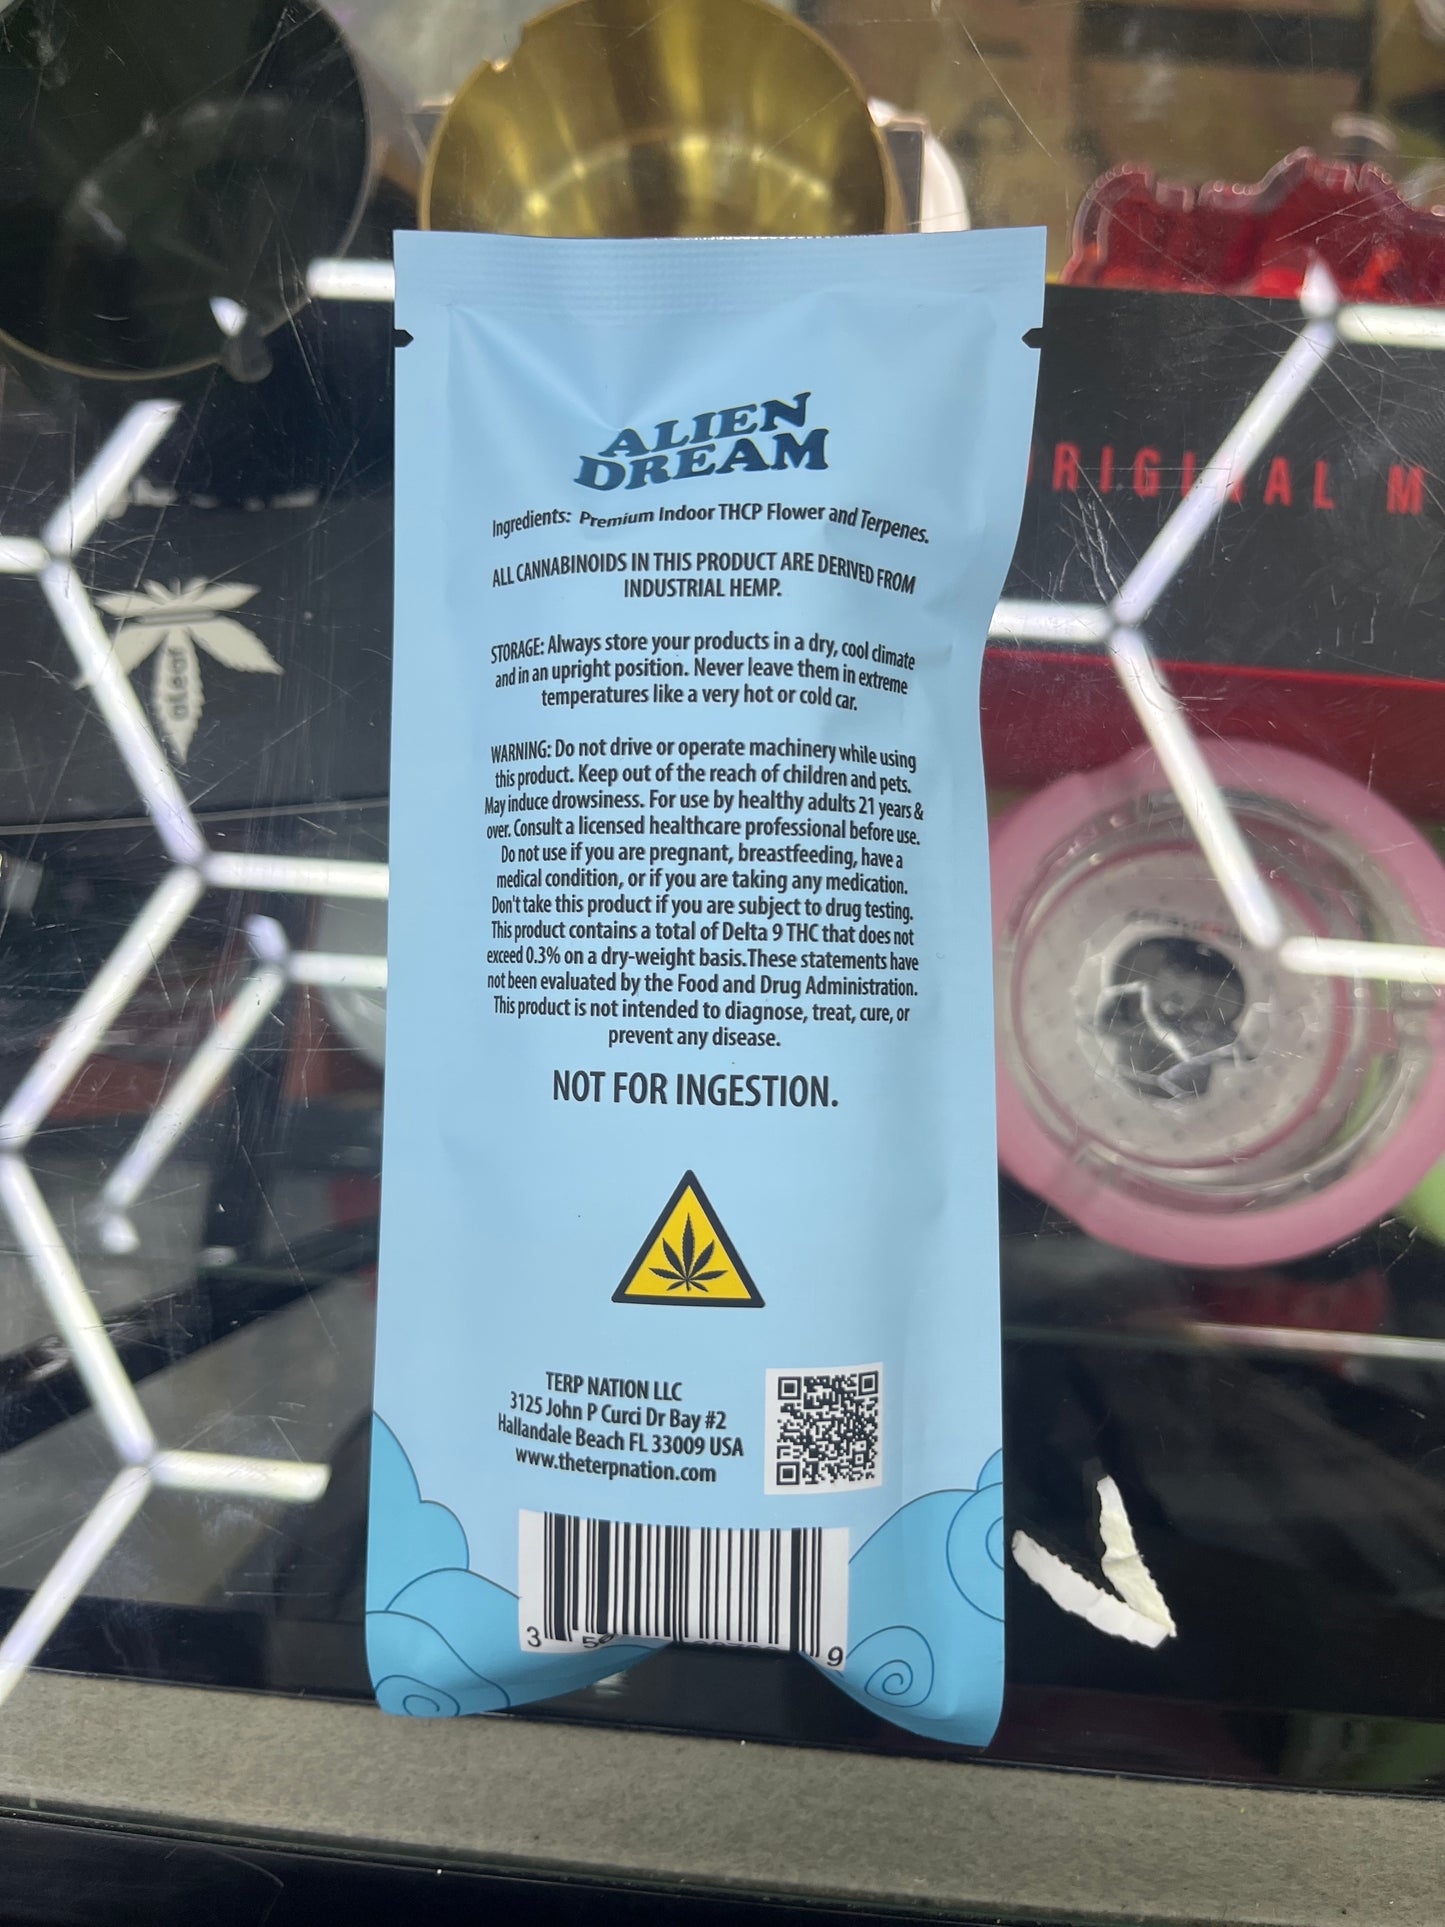 ALIEN
DREAM
Ingredients: Premium Indoor THCP Flower and Terpenes.
ALL CANNABINOIDS IN THIS PRODUCT ARE DERIVED FROM
INDUSTRIAL HEMP.
STORAGE: Always store your products in a dry, cool climate
and in an upright position. Never leave them in extreme
temperatures like a very hot or cold car.
WARNING: Do not drive or operate machinery while using
this product. Keep out of the reach of children and pets.
May induce drowsiness. For use by healthy adults 21 years &
over. Consult a licensed healthcare professional before use.
Do not use if you are pregnant, breastfeeding, have a
medical condition, or if you are taking any medication.
Don't take this product if you are subject to drug testing.
This product contains a total of Delta 9 THC that does not
exceed 0.3% on a dry-weight basis.These statements have
not been evaluated by the Food and Drug Administration.
This product is not intended to diagnose, treat, cure, or
prevent any disease.
NOT FOR INGESTION.
TERP NATION LLC
3125 John P Curci Dr Bay #2
Hallandale Beach FL 33009 USA
www.theterpnation.com
3
9
RIGINAL M
aLeaf